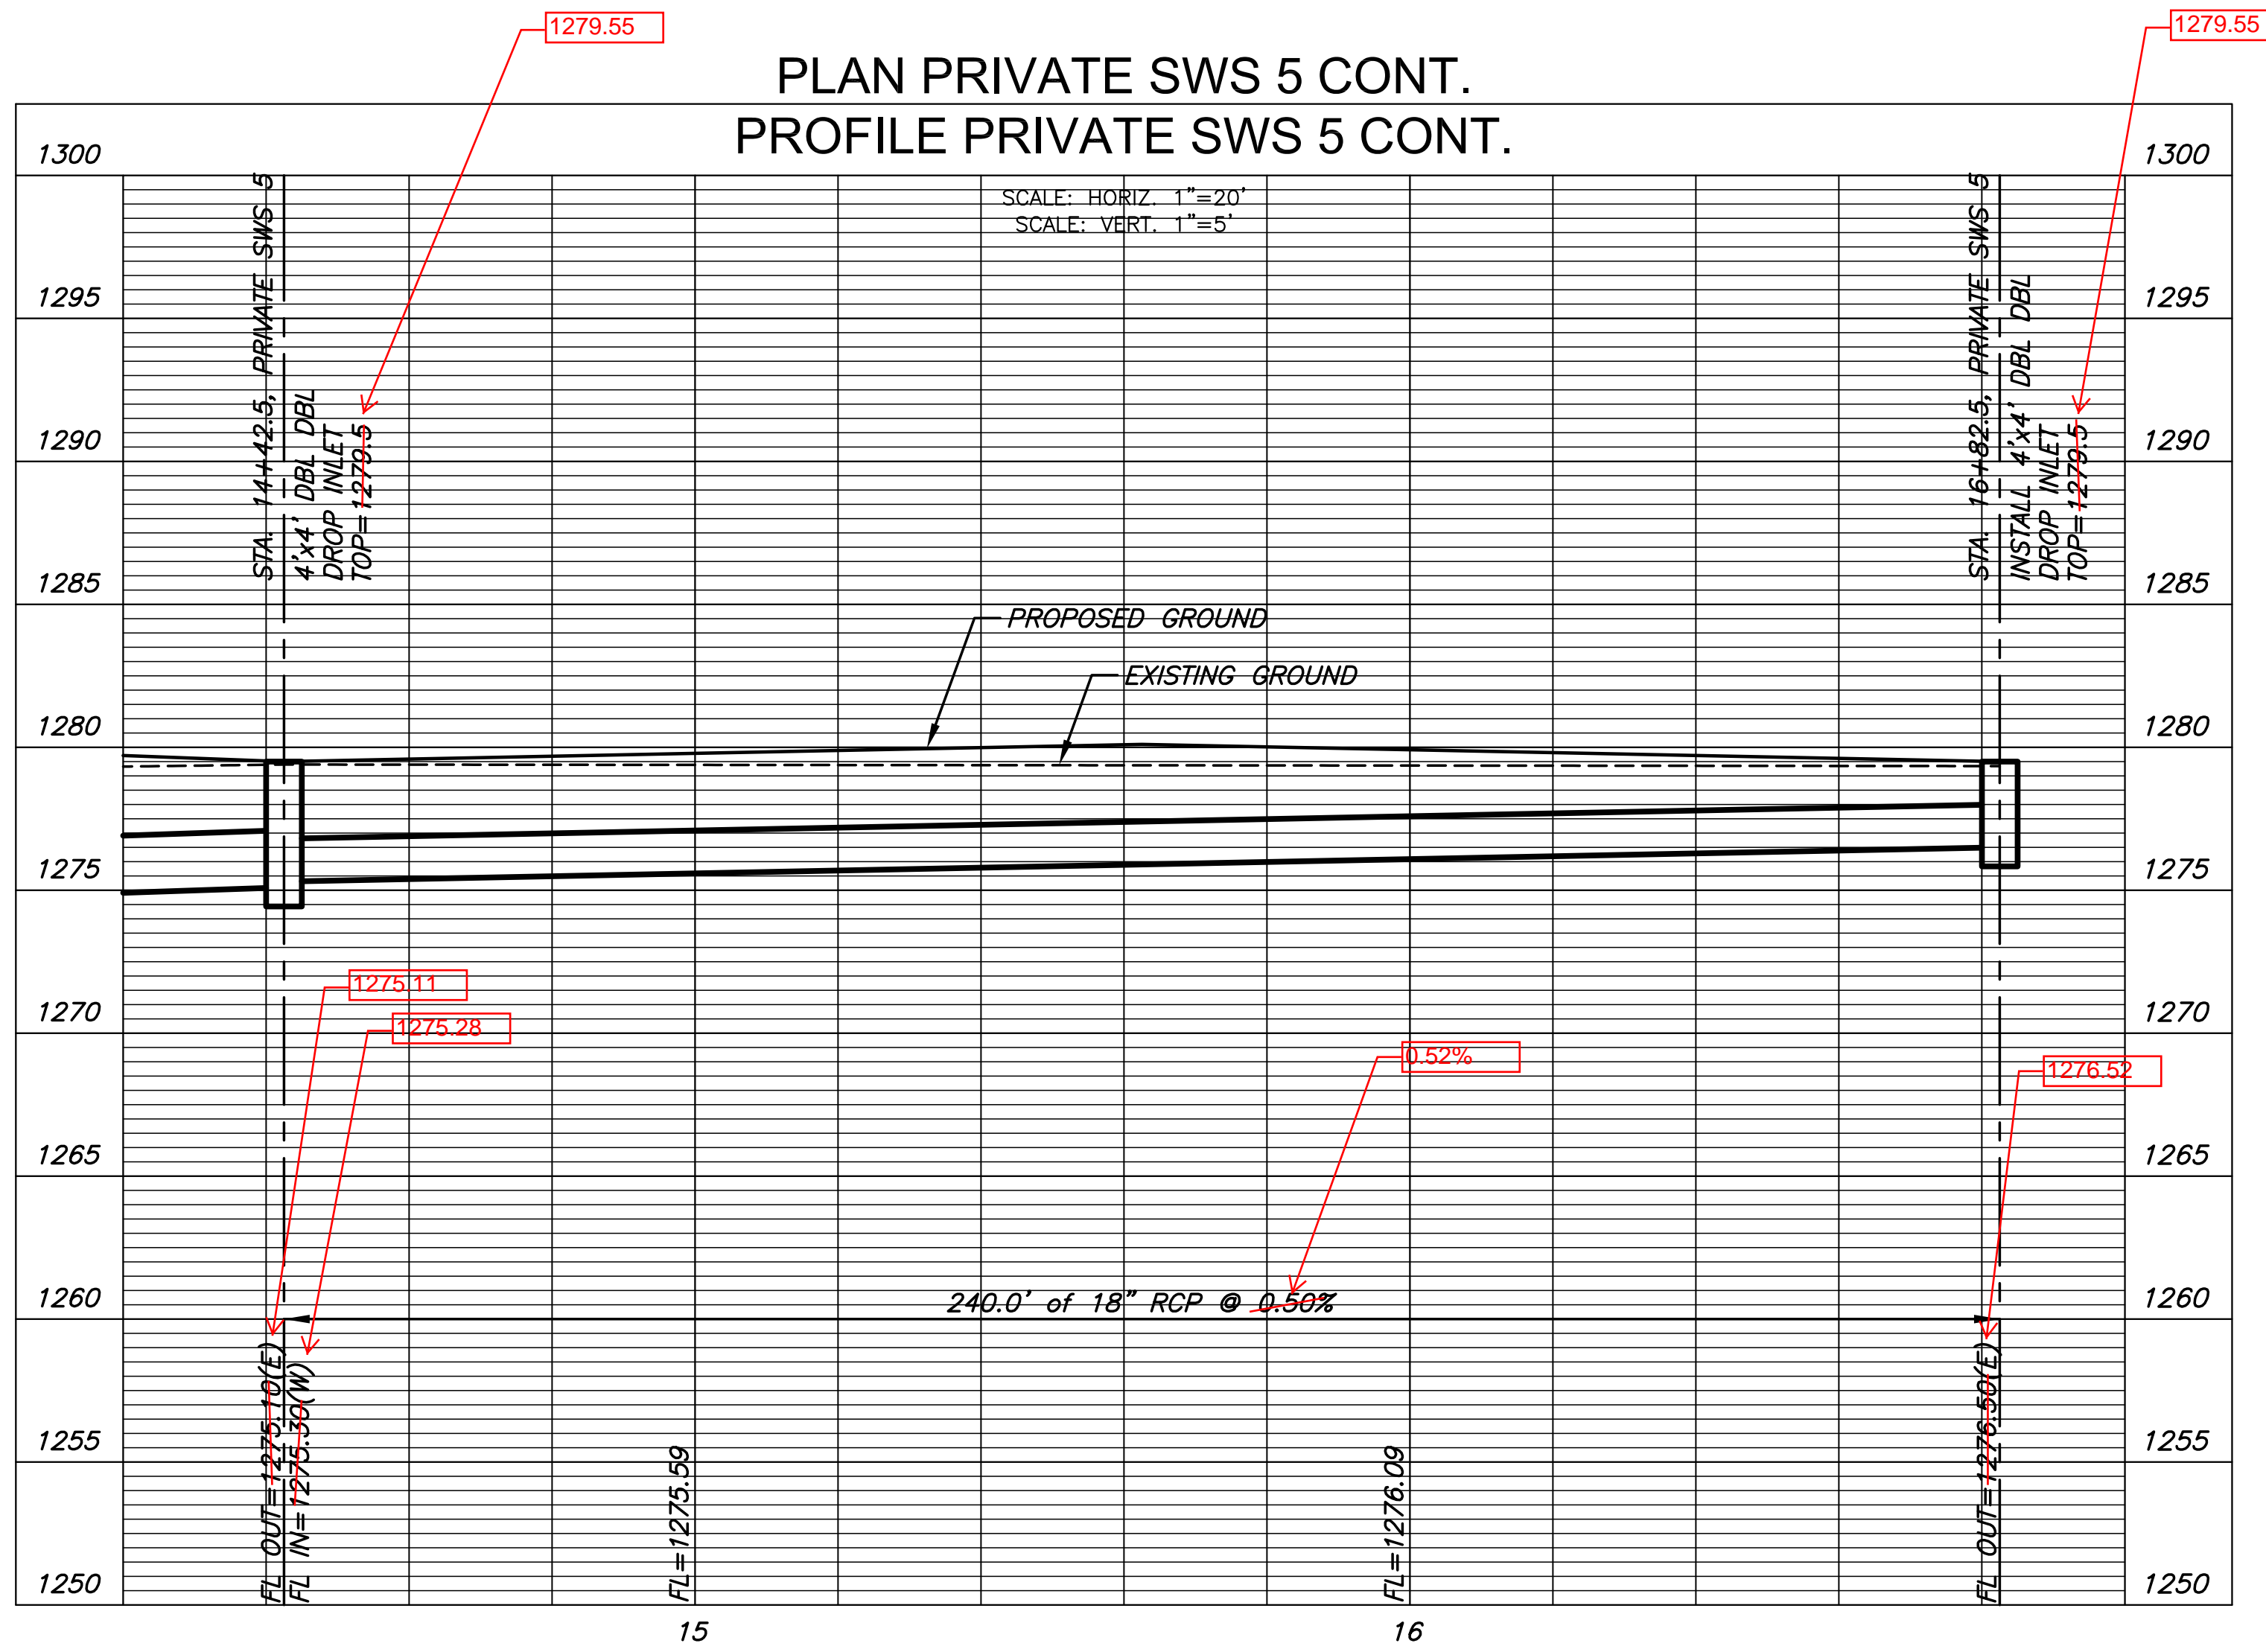 1279.55
1279.55
PLAN PRIVATE SWS 5 CONT.
PROFILE PRIVATE SWS 5 CONT.
SCALE: HORIZ. 1"=20'
SCALE: VERT. 1"=5'
1300
1295
1290
1285
1280
1275
1270
1265
1260
1255
1250
STA. 14+42.5, PRIVATE SWS 5
4'x4' DBL DBL
DROP INLET
TOP=1279.5
PROPOSED GROUND
EXISTING GROUND
STA. 16+82.5, PRIVATE SWS 5
INSTALL 4'x4' DBL DBL
DROP INLET
TOP=1279.5
1300
1295
1290
1285
1280
1275
1270
1265
1260
1255
1250
1275.11
1275.28
0.52%
1276.52
240.0' of 18" RCP @ 0.50%
FL OUT=1275.10(E)
FL IN=1275.30(W)
FL=1275.59
FL=1276.09
FL OUT=1276.50(E)
15
16